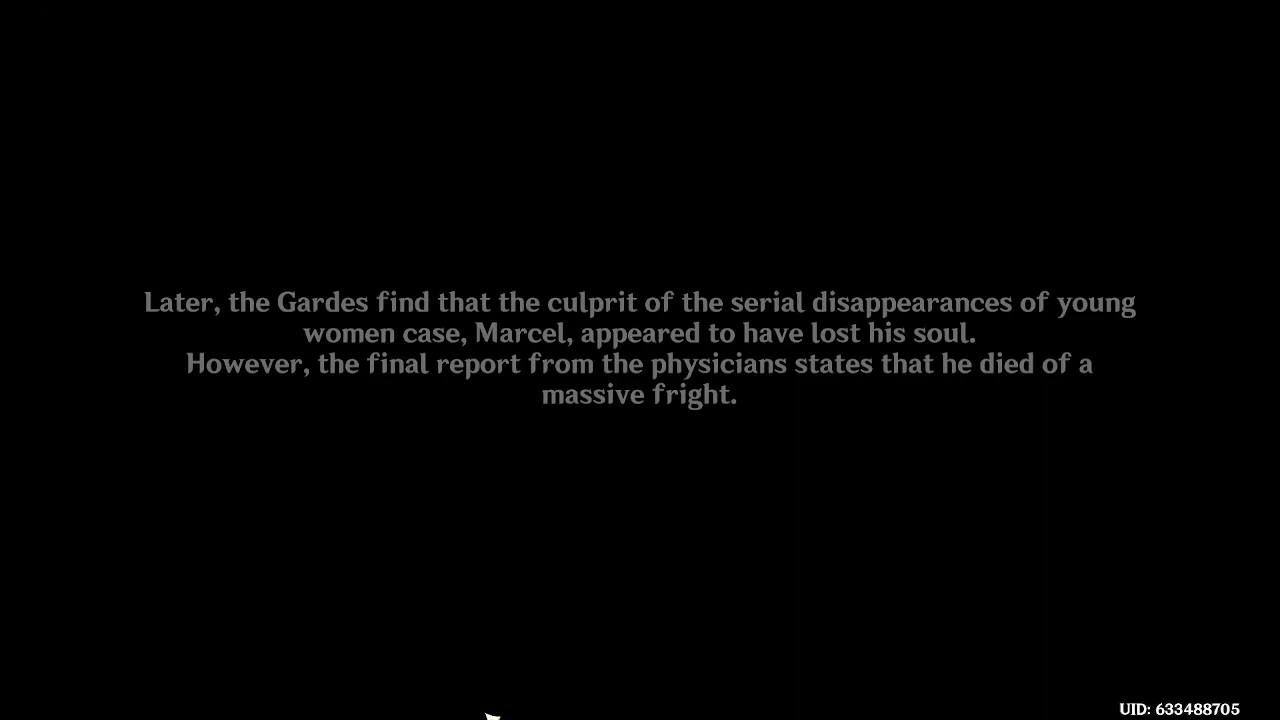 Later, the Gardes find that the culprit of the serial disappearances of young
women case, Marcel, appeared to have lost his soul.
However, the final report from the physicians states that he died of a
massive fright.
UID: 633488705